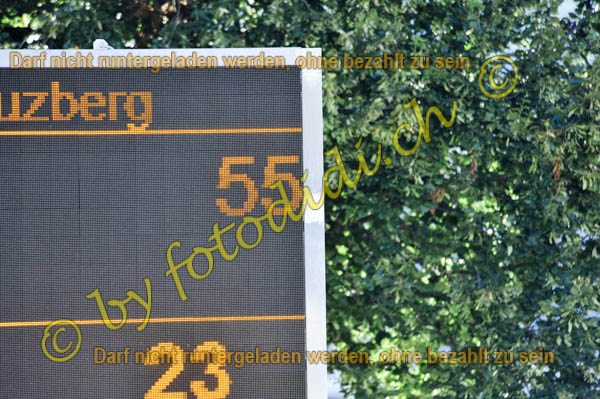 Darf nicht runtergeladen werden, ohne bezahlt zu sein
uzberg
55
© by fotodidi.ch ©
Darf nicht runtergeladen werden, ohne bezahlt zu sein
23